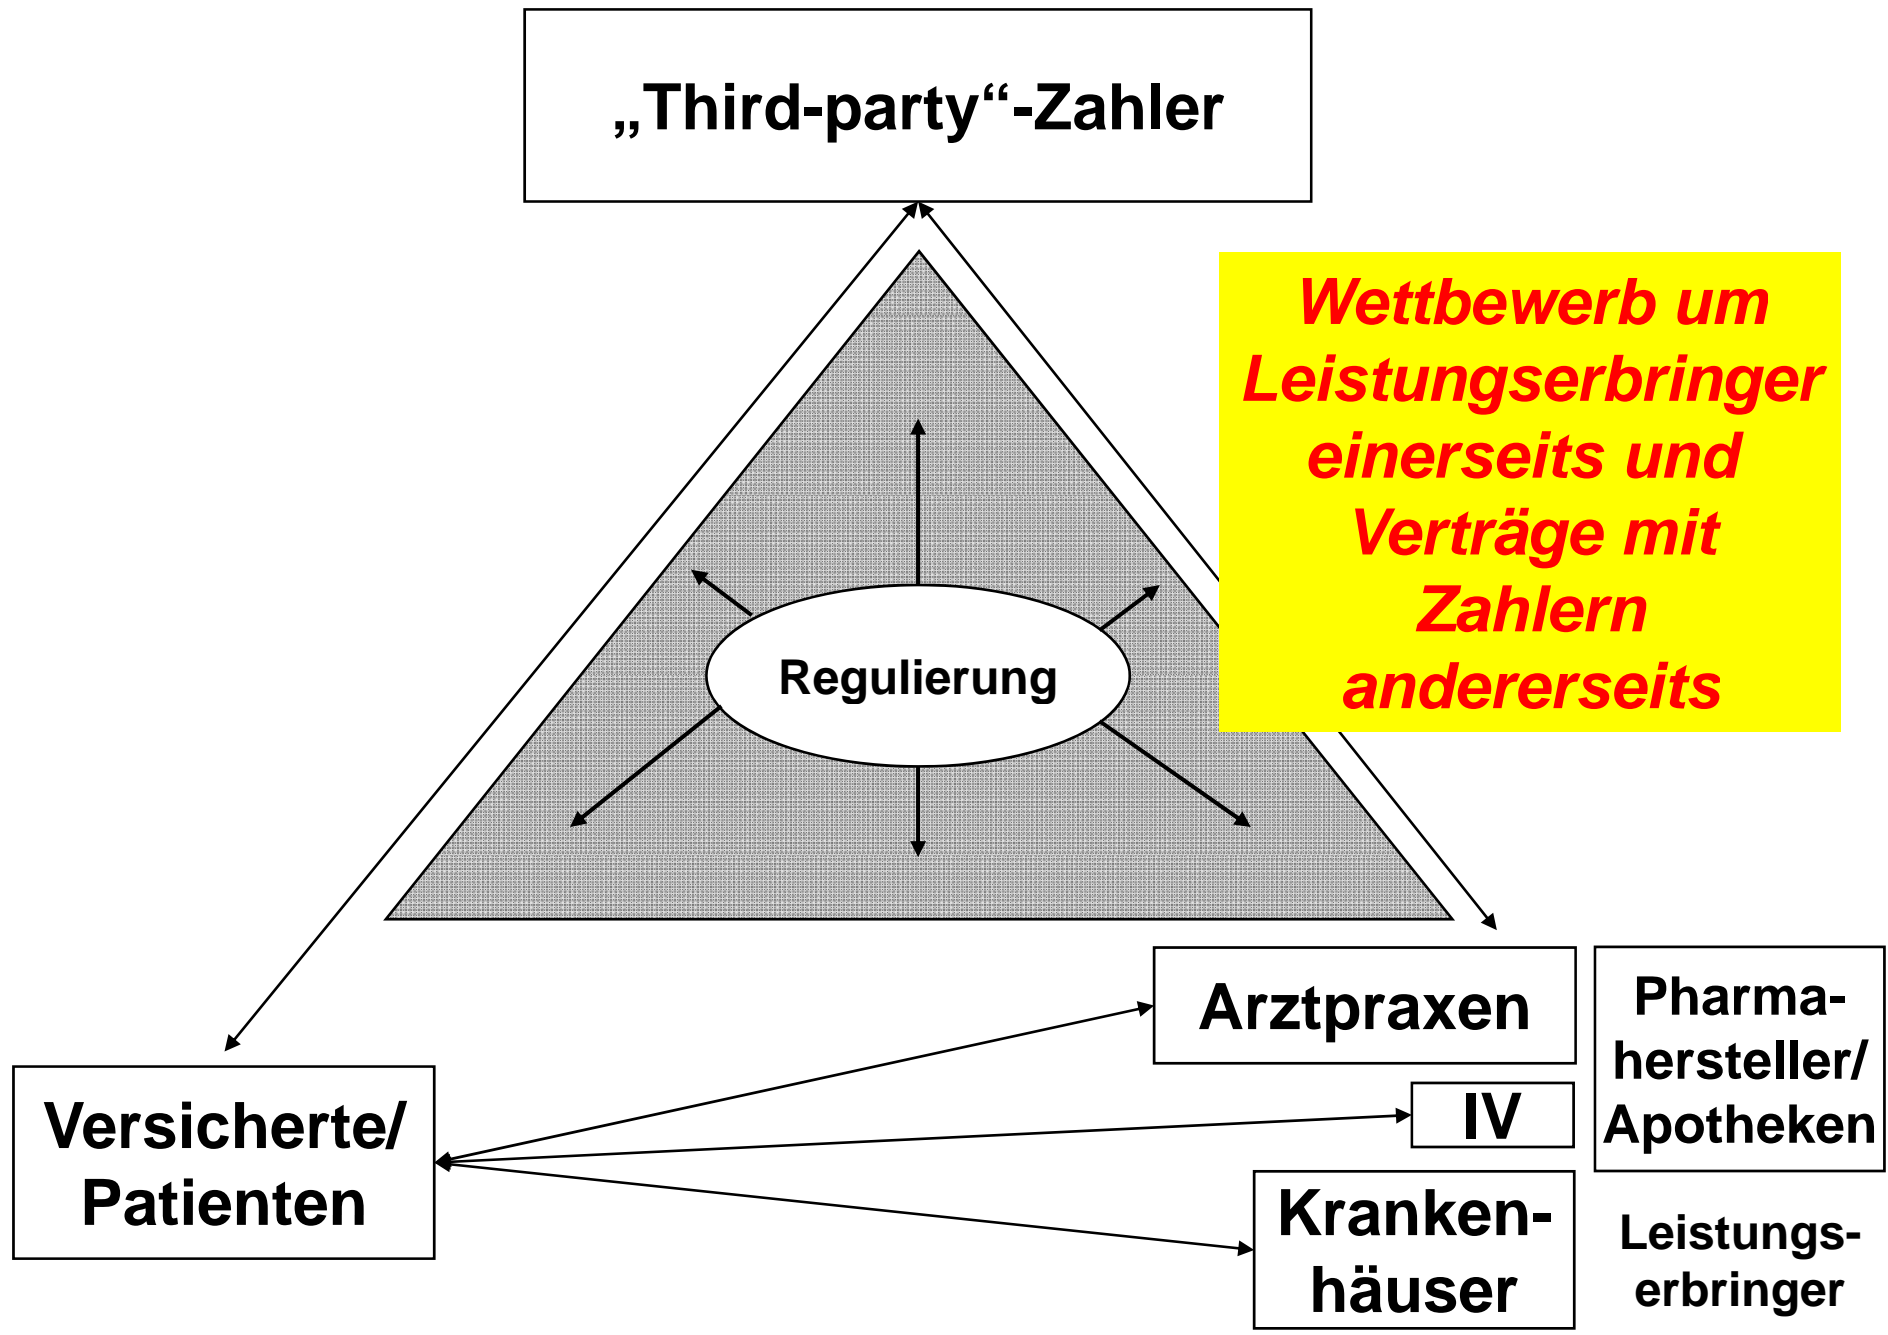 „Third-party“-Zahler
Wettbewerb um
Leistungserbringer
einerseits und
Verträge mit
Zahlern
andererseits
Regulierung
Versicherte/
Patienten
Arztpraxen
IV
Kranken-
häuser
Pharma-
hersteller/
Apotheken
Leistungs-
erbringer